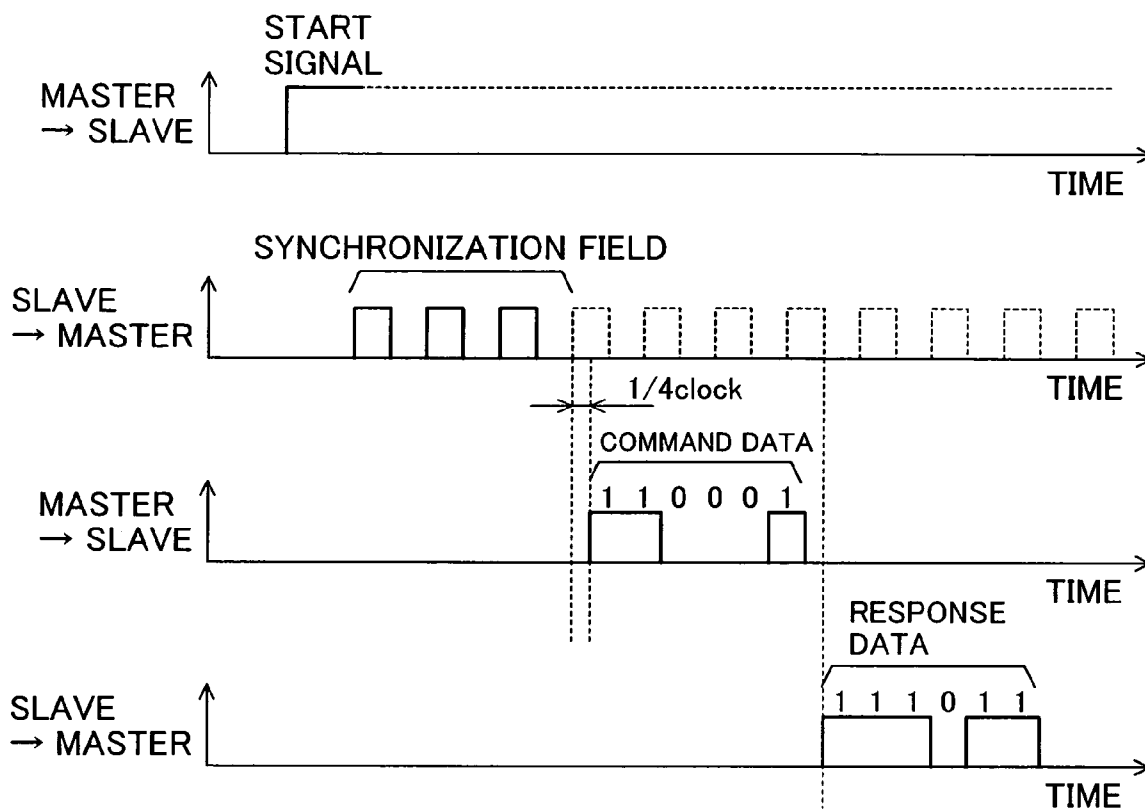 START
SIGNAL
MASTER
→ SLAVE
TIME
SYNCHRONIZATION FIELD
SLAVE
→ MASTER
TIME
1/4clock
COMMAND DATA
1 1 0 0 0 1
MASTER
→ SLAVE
TIME
RESPONSE
DATA
1 1 1 0 1 1
SLAVE
→ MASTER
TIME